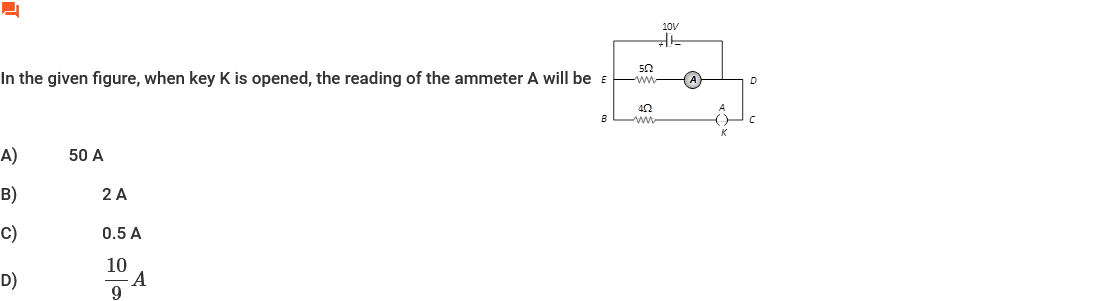 In the given figure, when key K is opened, the reading of the ammeter A will be
10V
+ −
5Ω
E A D
4Ω A
B C
K
A) 50 A
B) 2 A
C) 0.5 A
D) 10/9 A